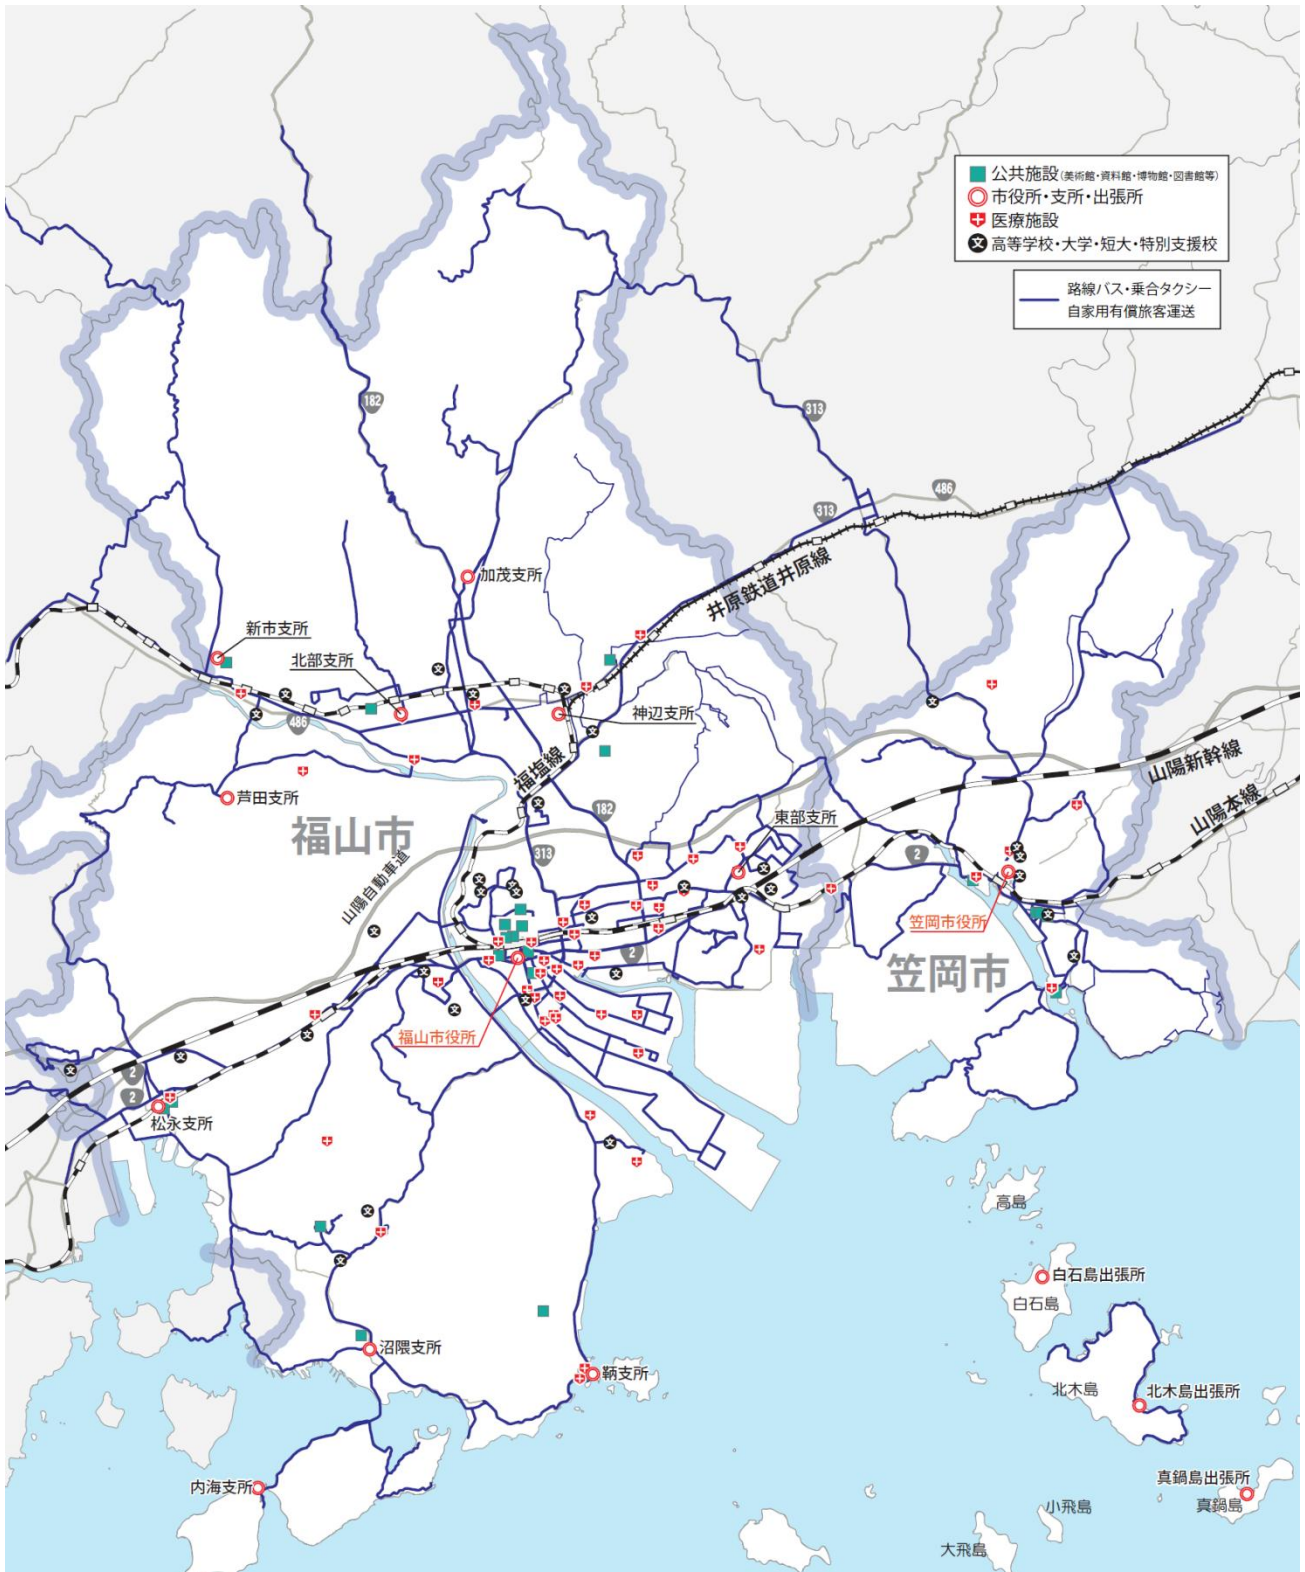 公共施設(美術館・資料館・博物館・図書館等)
市役所・支所・出張所
医療施設
文 高等学校・大学・短大・特別支援校
路線バス・乗合タクシー
自家用有償旅客運送
182
313
486
313
井原鉄道井原線
加茂支所
新市支所
北部支所
神辺支所
486
福塩線
山陽新幹線
山陽本線
芦田支所
182
東部支所
福山市
313
2
山陽自動車道
笠岡市役所
2
笠岡市
福山市役所
2
2
松永支所
高島
白石島出張所
白石島
沼隈支所
鞆支所
北木島
北木島出張所
内海支所
真鍋島出張所
真鍋島
小飛島
大飛島